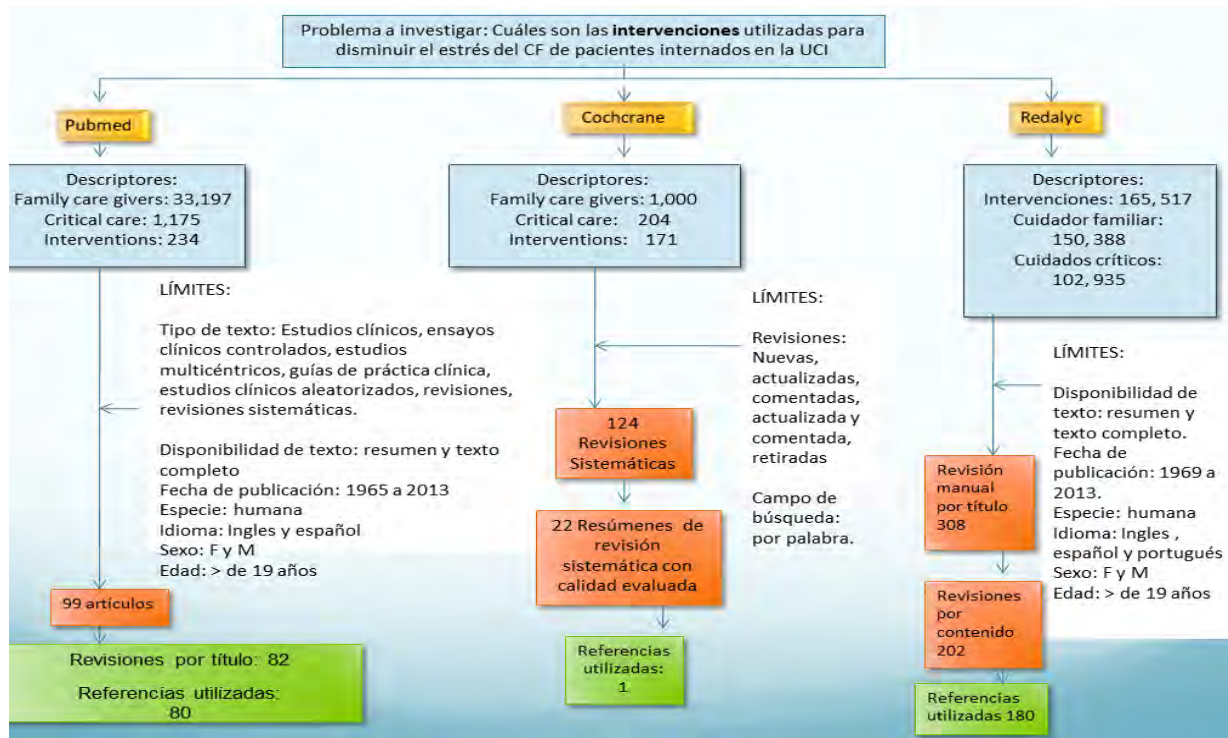 Problema a investigar: Cuáles son las intervenciones utilizadas para
disminuir el estrés del CF de pacientes internados en la UCI
Pubmed
Descriptores:
Family care givers: 33,197
Critical care: 1,175
Interventions: 234
LÍMITES:
Tipo de texto: Estudios clínicos, ensayos
clínicos controlados, estudios
multicéntricos, guías de práctica clínica,
estudios clínicos aleatorizados, revisiones,
revisiones sistemáticas.
Disponibilidad de texto: resumen y texto
completo
Fecha de publicación: 1965 a 2013
Especie: humana
Idioma: Ingles y español
Sexo: F y M
Edad: > de 19 años
99 artículos
Revisiones por título: 82
Referencias utilizadas:
80
Cochcrane
Descriptores:
Family care givers: 1,000
Critical care: 204
Interventions: 171
LÍMITES:
Revisiones:
Nuevas,
actualizadas,
comentadas,
actualizada y
comentada,
retiradas
Campo de
búsqueda:
por palabra.
124
Revisiones
Sistemáticas
22 Resúmenes de
revisión
sistemática con
calidad evaluada
Referencias
utilizadas:
1
Redalyc
Descriptores:
Intervenciones: 165, 517
Cuidador familiar:
150, 388
Cuidados críticos:
102, 935
LÍMITES:
Disponibilidad de
texto: resumen y
texto completo.
Fecha de
publicación: 1969 a
2013.
Especie: humana
Idioma: Ingles ,
español y portugués
Sexo: F y M
Edad: > de 19 años
Revisión
manual
por título
308
Revisiones
por
contenido
202
Referencias
utilizadas 180